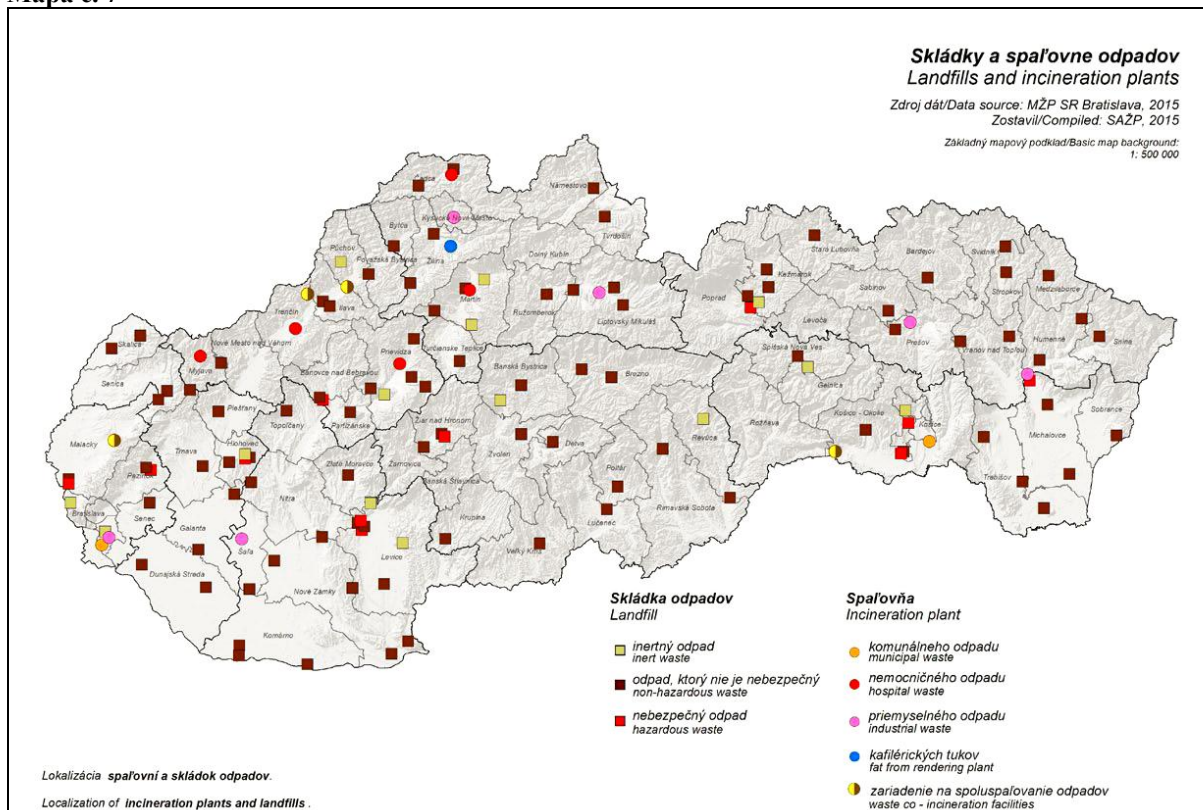 Skládky a spaľovne odpadov
Landfills and incineration plants
Zdroj dát/Data source: MŽP SR Bratislava, 2015
Zostavil/Compiled: SAŽP, 2015
Základný mapový podklad/Basic map background:
1: 500 000
Čadca
Námestovo
Kysucké Nové Mesto
Bytča
Tvrdošín
Púchov
Považská Bystrica
Žilina
Dolný Kubín
Stará Ľubovňa
Bardejov
Svidník
Kežmarok
Stropkov
Medzilaborce
Ilava
Martin
Sabinov
Trenčín
Ružomberok
Liptovský Mikuláš
Poprad
Levoča
Prešov
Humenné
Snina
Skalica
Nové Mesto nad Váhom
Turčianske Teplice
Vranov nad Topľou
Prievidza
Spišská Nová Ves
Myjava
Bánovce nad Bebravou
Banská Bystrica
Brezno
Gelnica
Senica
Piešťany
Topoľčany
Partizánske
Žiar nad Hronom
Revúca
Rožňava
Košice - okolie
Košice
Sobrance
Malacky
Hlohovec
Zvolen
Detva
Michalovce
Trnava
Zlaté Moravce
Žarnovica
Poltár
Pezinok
Banská Štiavnica
Trebišov
Nitra
Bratislava
Senec
Krupina
Lučenec
Rimavská Sobota
Galanta
Šaľa
Levice
Veľký Krtíš
Dunajská Streda
Nové Zámky
Komárno
Skládka odpadov
Landfill
inertný odpad
inert waste
odpad, ktorý nie je nebezpečný
non-hazardous waste
nebezpečný odpad
hazardous waste
Spaľovňa
Incineration plant
komunálneho odpadu
municipal waste
nemocničného odpadu
hospital waste
priemyselného odpadu
industrial waste
kafilérických tukov
fat from rendering plant
zariadenie na spoluspaľovanie odpadov
waste co - incineration facilities
Lokalizácia spaľovní a skládok odpadov.
Localization of incineration plants and landfills .